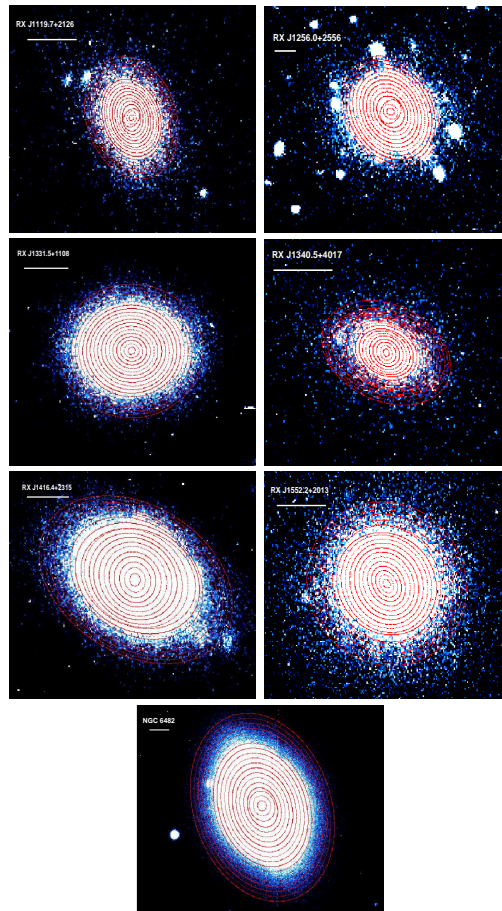 RX J1119.7+2126
RX J1256.0+2556
RX J1331.5+1108
RX J1340.5+4017
RX J1416.4+2315
RX J1552.2+2013
NGC 6482